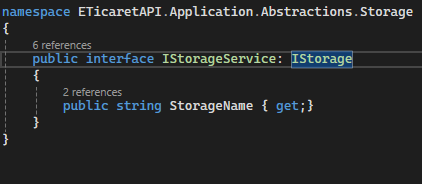 namespace ETicaretAPI.Application.Abstractions.Storage
{
6 references
public interface IStorageService: IStorage
{
2 references
public string StorageName { get;}
}
}